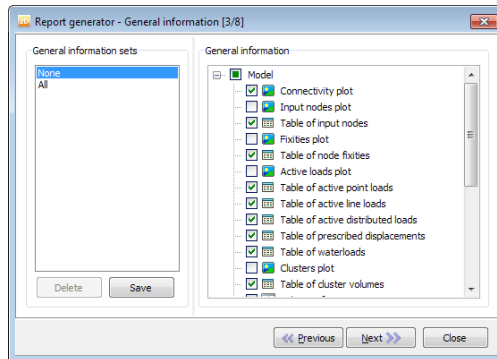 Report generator - General information [3/8]
General information sets
None
All
Delete
Save
General information
Model
Connectivity plot
Input nodes plot
Table of input nodes
Fixities plot
Table of node fixities
Active loads plot
Table of active point loads
Table of active line loads
Table of active distributed loads
Table of prescribed displacements
Table of waterloads
Clusters plot
Table of cluster volumes
Previous
Next
Close